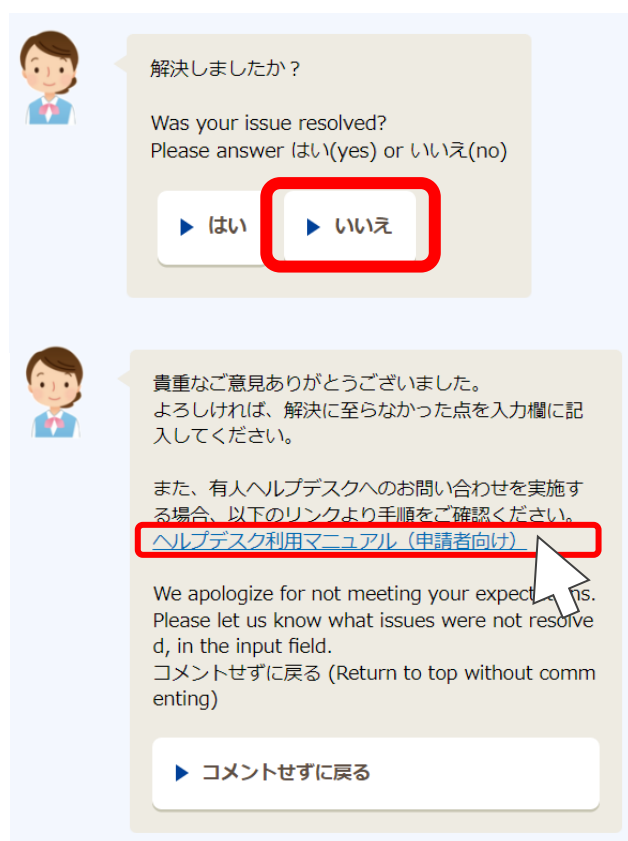 解決しましたか？
Was your issue resolved?
Please answer はい(yes) or いいえ(no)
はい
いいえ
貴重なご意見ありがとうございました。
よろしければ、解決に至らなかった点を入力欄に記
入してください。
また、有人ヘルプデスクへのお問い合わせを実施す
る場合、以下のリンクより手順をご確認ください。
ヘルプデスク利用マニュアル（申請者向け）
We apologize for not meeting your expectations.
Please let us know what issues were not resolve
d, in the input field.
コメントせずに戻る (Return to top without comm
enting)
コメントせずに戻る